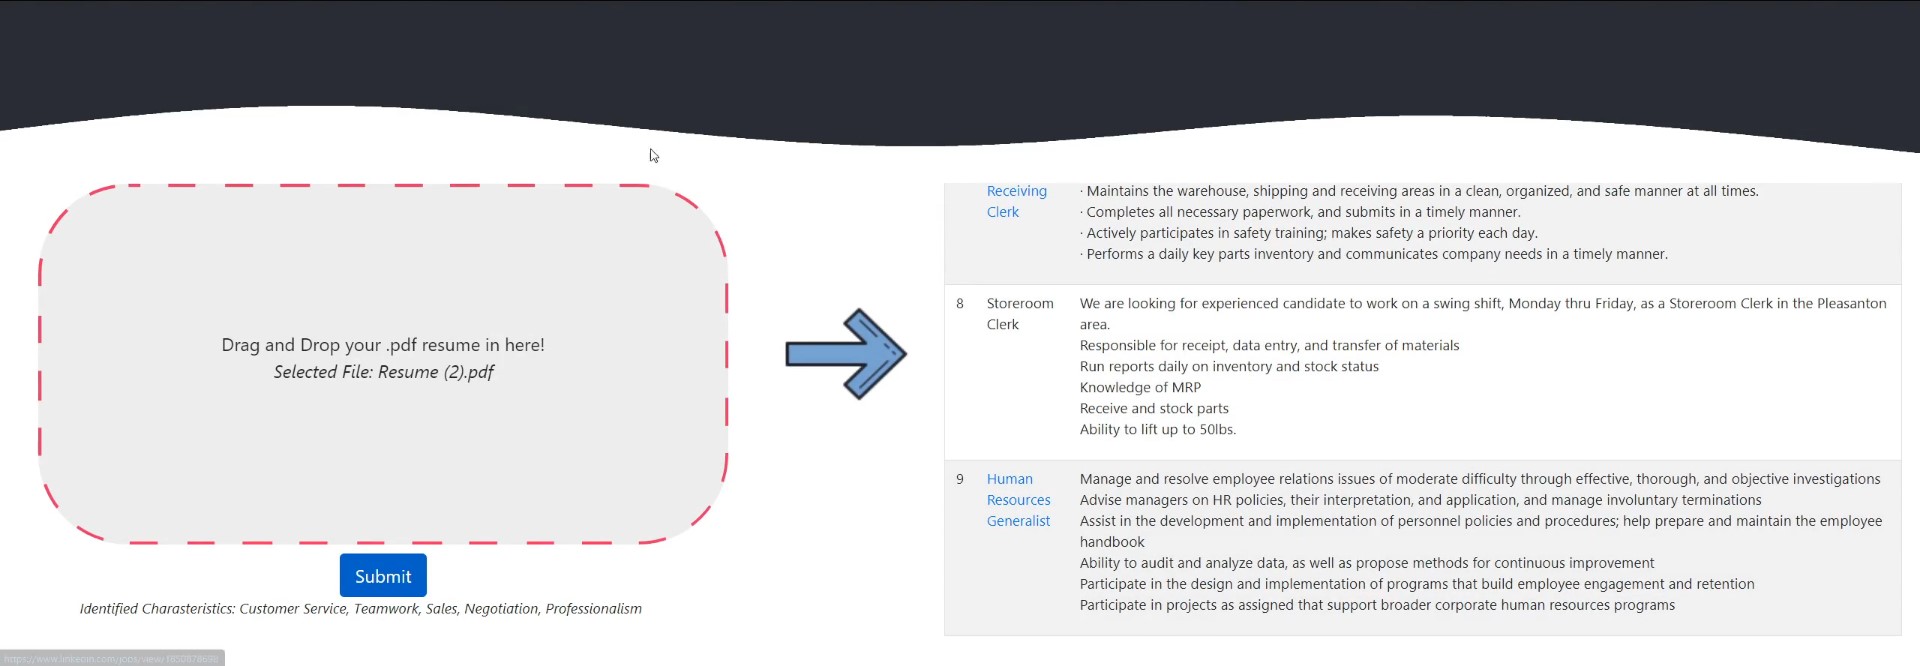 Drag and Drop your .pdf resume in here!
Selected File: Resume (2).pdf
Submit
Identified Charasteristics: Customer Service, Teamwork, Sales, Negotiation, Professionalism
Receiving
Clerk
· Maintains the warehouse, shipping and receiving areas in a clean, organized, and safe manner at all times.
· Completes all necessary paperwork, and submits in a timely manner.
· Actively participates in safety training; makes safety a priority each day.
· Performs a daily key parts inventory and communicates company needs in a timely manner.
8
Storeroom
Clerk
We are looking for experienced candidate to work on a swing shift, Monday thru Friday, as a Storeroom Clerk in the Pleasanton
area.
Responsible for receipt, data entry, and transfer of materials
Run reports daily on inventory and stock status
Knowledge of MRP
Receive and stock parts
Ability to lift up to 50lbs.
9
Human
Resources
Generalist
Manage and resolve employee relations issues of moderate difficulty through effective, thorough, and objective investigations
Advise managers on HR policies, their interpretation, and application, and manage involuntary terminations
Assist in the development and implementation of personnel policies and procedures; help prepare and maintain the employee
handbook
Ability to audit and analyze data, as well as propose methods for continuous improvement
Participate in the design and implementation of programs that build employee engagement and retention
Participate in projects as assigned that support broader corporate human resources programs